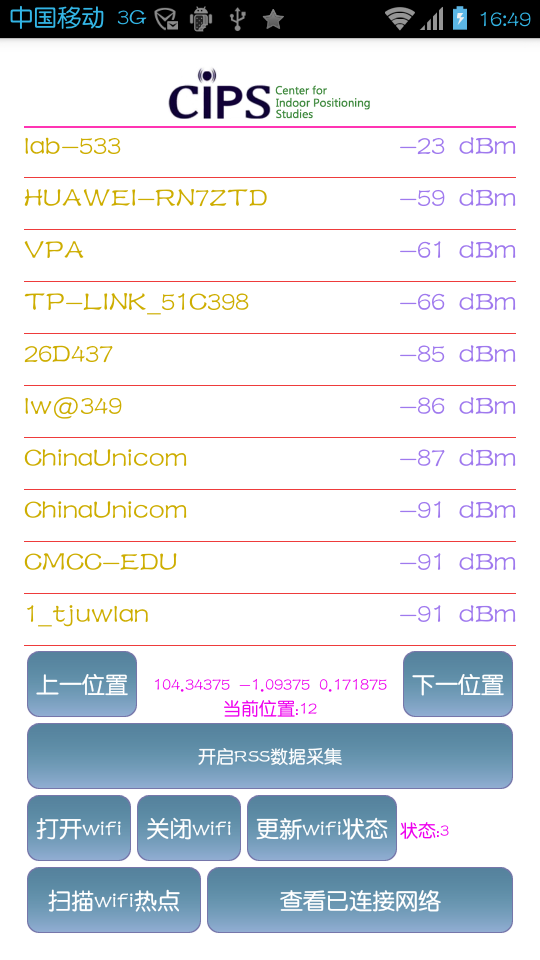 中国移动 3G 16:49
CIPS Center for
Indoor Positioning
Studies
lab-533 -23 dBm
HUAWEI-RN7ZTD -59 dBm
VPA -61 dBm
TP-LINK_51C398 -66 dBm
26D437 -85 dBm
lw@349 -86 dBm
ChinaUnicom -87 dBm
ChinaUnicom -91 dBm
CMCC-EDU -91 dBm
1_tjuwlan -91 dBm
上一位置 104.34375 -1.09375 0.171875 下一位置
当前位置:12
开启RSS数据采集
打开wifi 关闭wifi 更新wifi状态 状态:3
扫描wifi热点 查看已连接网络